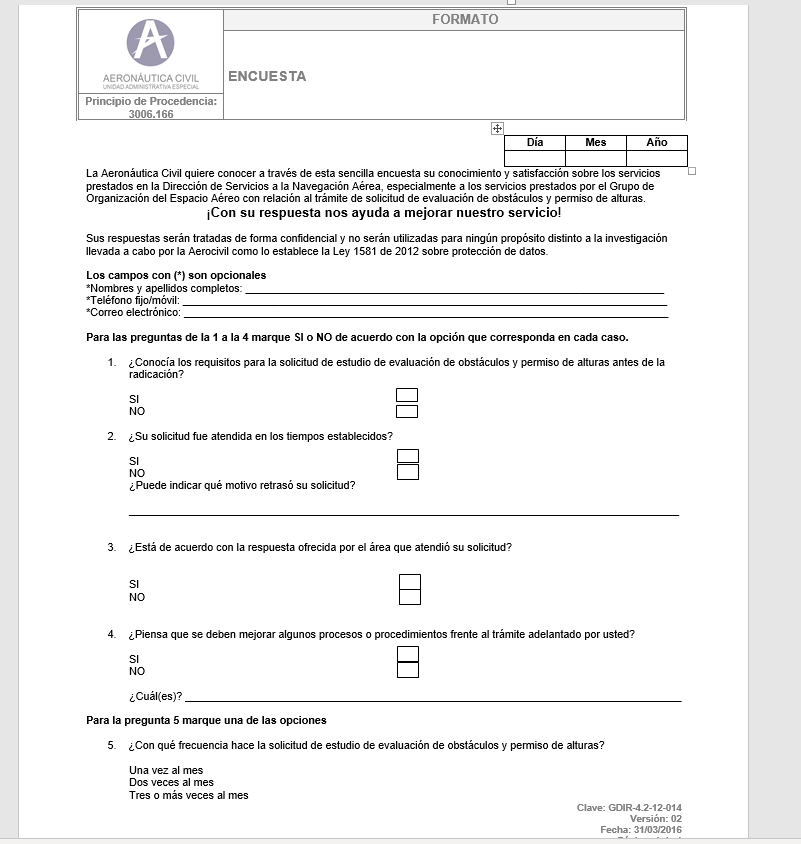 FORMATO
AERONÁUTICA CIVIL
UNIDAD ADMINISTRATIVA ESPECIAL
ENCUESTA
Principio de Procedencia:
3006.166
Día Mes Año
La Aeronáutica Civil quiere conocer a través de esta sencilla encuesta su conocimiento y satisfacción sobre los servicios
prestados en la Dirección de Servicios a la Navegación Aérea, especialmente a los servicios prestados por el Grupo de
Organización del Espacio Aéreo con relación al trámite de solicitud de evaluación de obstáculos y permiso de alturas.
¡Con su respuesta nos ayuda a mejorar nuestro servicio!
Sus respuestas serán tratadas de forma confidencial y no serán utilizadas para ningún propósito distinto a la investigación
llevada a cabo por la Aerocivil como lo establece la Ley 1581 de 2012 sobre protección de datos.
Los campos con (*) son opcionales
*Nombres y apellidos completos:
*Teléfono fijo/móvil:
*Correo electrónico:
Para las preguntas de la 1 a la 4 marque SI o NO de acuerdo con la opción que corresponda en cada caso.
1. ¿Conocía los requisitos para la solicitud de estudio de evaluación de obstáculos y permiso de alturas antes de la
radicación?
SI
NO
2. ¿Su solicitud fue atendida en los tiempos establecidos?
SI
NO
¿Puede indicar qué motivo retrasó su solicitud?
3. ¿Está de acuerdo con la respuesta ofrecida por el área que atendió su solicitud?
SI
NO
4. ¿Piensa que se deben mejorar algunos procesos o procedimientos frente al trámite adelantado por usted?
SI
NO
¿Cuál(es)?
Para la pregunta 5 marque una de las opciones
5. ¿Con qué frecuencia hace la solicitud de estudio de evaluación de obstáculos y permiso de alturas?
Una vez al mes
Dos veces al mes
Tres o más veces al mes
Clave: GDIR-4.2-12-014
Versión: 02
Fecha: 31/03/2016